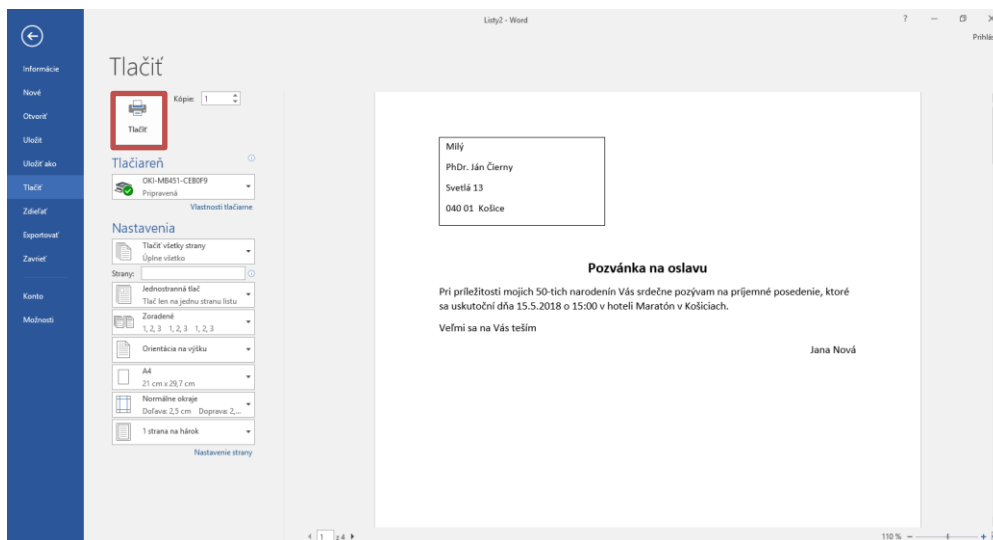 Listy2 - Word
?
Prihlás
Informácie
Nové
Otvoriť
Uložiť
Uložiť ako
Tlačiť
Zdieľať
Exportovať
Zavrieť
Konto
Možnosti
Tlačiť
Kópie: 1
Tlačiť
Tlačiareň
OKI-MB451-CEB0F9
Pripravená
Vlastnosti tlačiarne
Nastavenia
Tlačiť všetky strany
Úplne všetko
Strany:
Jednostranná tlač
Tlač len na jednu stranu listu
Zoradené
1, 2, 3 1, 2, 3 1, 2, 3
Orientácia na výšku
A4
21 cm x 29,7 cm
Normálne okraje
Doľava: 2,5 cm Doprava: 2,...
1 strana na hárok
Nastavenie strany
Milý
PhDr. Ján Čierny
Svetlá 13
040 01 Košice
Pozvánka na oslavu
Pri príležitosti mojich 50-tich narodenín Vás srdečne pozývam na príjemné posedenie, ktoré
sa uskutoční dňa 15.5.2018 o 15:00 v hoteli Maratón v Košiciach.
Veľmi sa na Vás teším
Jana Nová
1 z 4
110 %